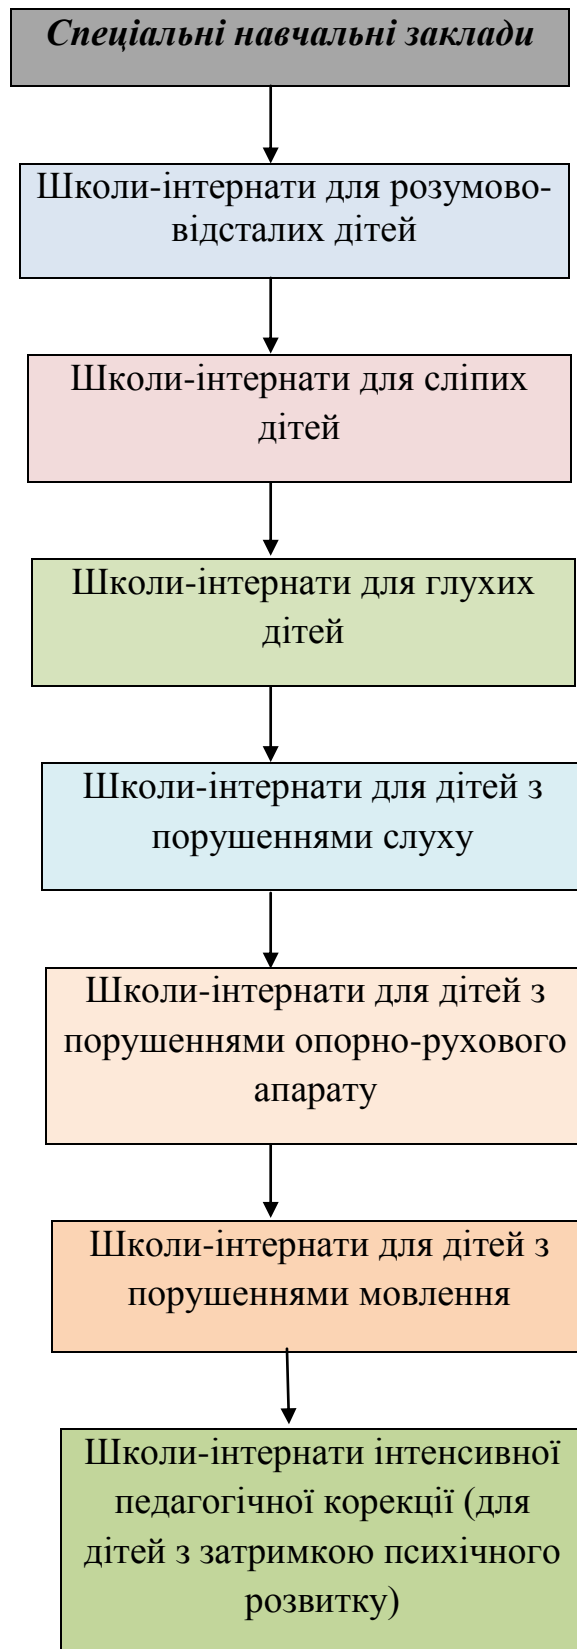 Спеціальні навчальні заклади
Школи-інтернати для розумово-
відсталих дітей
Школи-інтернати для сліпих
дітей
Школи-інтернати для глухих
дітей
Школи-інтернати для дітей з
порушеннями слуху
Школи-інтернати для дітей з
порушеннями опорно-рухового
апарату
Школи-інтернати для дітей з
порушеннями мовлення
Школи-інтернати інтенсивної
педагогічної корекції (для
дітей з затримкою психічного
розвитку)